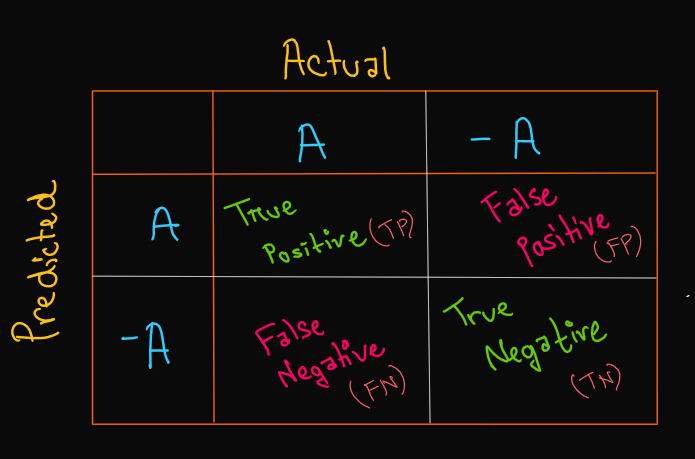 Actual
A
- A
Predicted
A
True
Positive (TP)
False
Positive
(FP)
-A
False
Negative
(FN)
True
Negative
(TN)